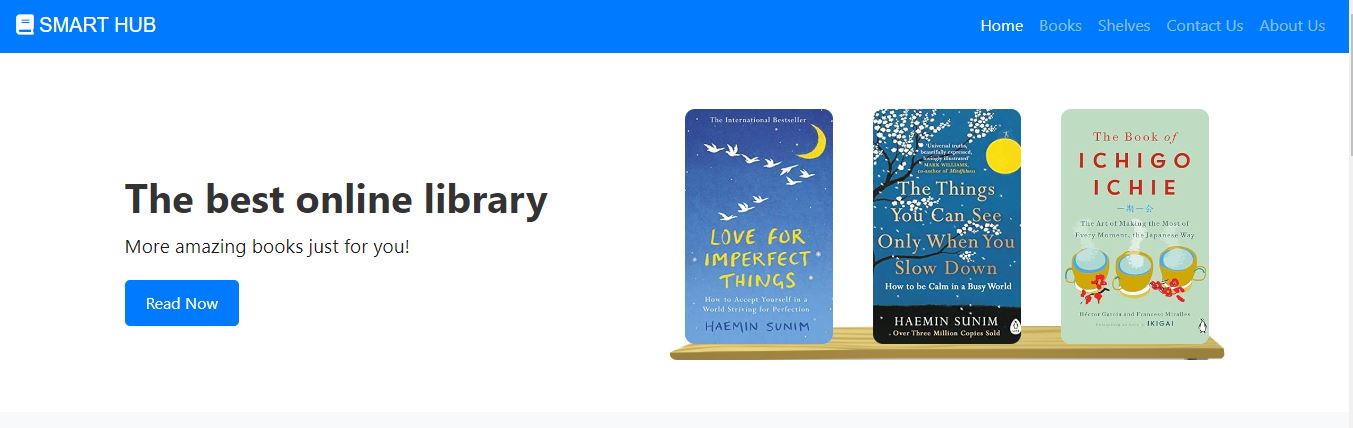 SMART HUB
Home Books Shelves Contact Us About Us
The best online library
More amazing books just for you!
Read Now
The International Bestseller
LOVE FOR
IMPERFECT
THINGS
How to Accept Yourself in a
World Striving for Perfection
HAEMIN SUNIM
'Universal truths,
beautifully expressed,
lovingly illustrated'
MARK WILLIAMS,
co-author of Mindfulness
The Things
You Can See
Only When You
Slow Down
How to be Calm in a Busy World
HAEMIN SUNIM
Over Three Million Copies Sold
The Book of
ICHIGO
ICHIE
一期一会
The Art of Making the Most of
Every Moment, the Japanese Way
Héctor García and Francesc Miralles
IKIGAI